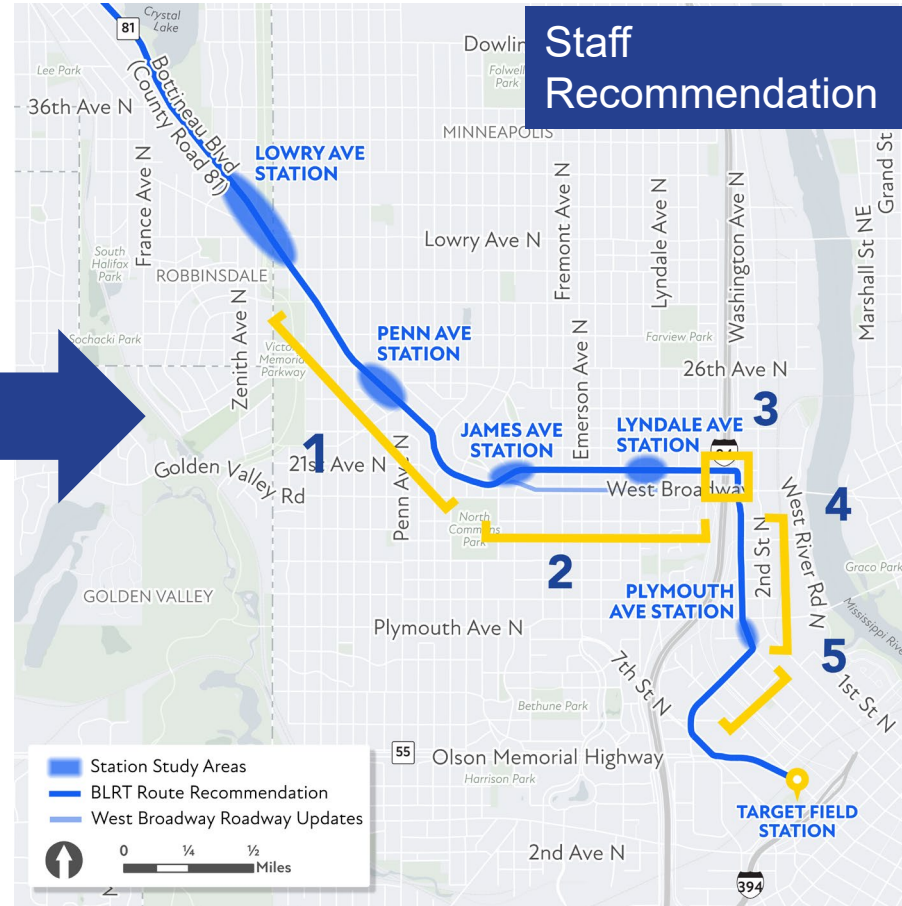 Staff
Recommendation
Crystal
Lake
81
Dowlin
Lee Park
Folwell
Park
36th Ave N
Bottineau Blvd
(County Road 81)
MINNEAPOLIS
Grand St
LOWRY AVE
STATION
France Ave N
Fremont Ave N
Lyndale Ave N
Washington Ave N
Marshall St NE
Lowry Ave N
South
Halifax
Park
ROBBINSDALE
Zenith Ave N
Sochacki Park
Victo
Memorial
Parkway
PENN AVE
STATION
Emerson Ave N
Fairview Park
26th Ave N
3
JAMES AVE
STATION
LYNDALE AVE
STATION
1
21st Ave N
Penn Ave N
Golden Valley
Rd
West Broadway
West River Rd N
4
North
Commons
Park
2nd St N
2
Graco Park
GOLDEN VALLEY
PLYMOUTH
AVE STATION
Mississippi Rive
Plymouth Ave N
5
7th St N
1st St N
Bethune Park
55
Olson Memorial Highway
Harrison Park
Station Study Areas
BLRT Route Recommendation
West Broadway Roadway Updates
TARGET FIELD
STATION
0 ¼ ½
Miles
2nd Ave N
N
394